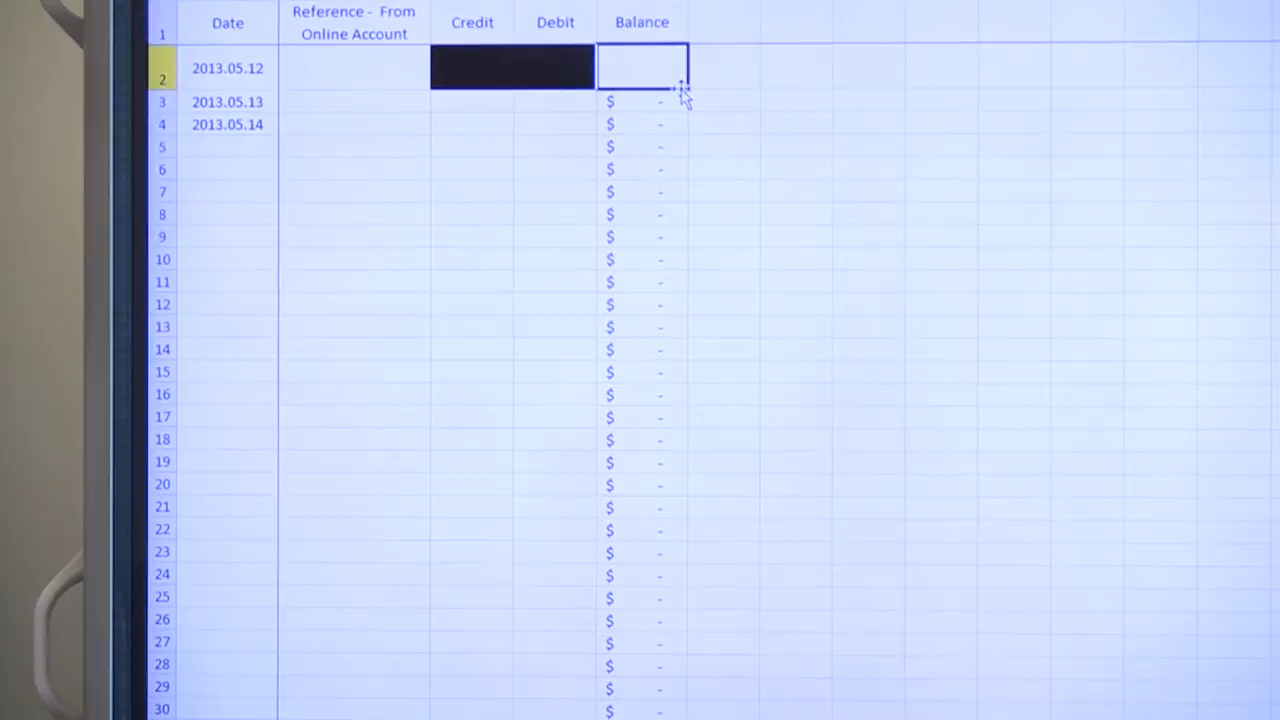 1 Date Reference - From Online Account Credit Debit Balance
2 2013.05.12
3 2013.05.13 $ -
4 2013.05.14 $ -
5 $ -
6 $ -
7 $ -
8 $ -
9 $ -
10 $ -
11 $ -
12 $ -
13 $ -
14 $ -
15 $ -
16 $ -
17 $ -
18 $ -
19 $ -
20 $ -
21 $ -
22 $ -
23 $ -
24 $ -
25 $ -
26 $ -
27 $ -
28 $ -
29 $ -
30 $ -